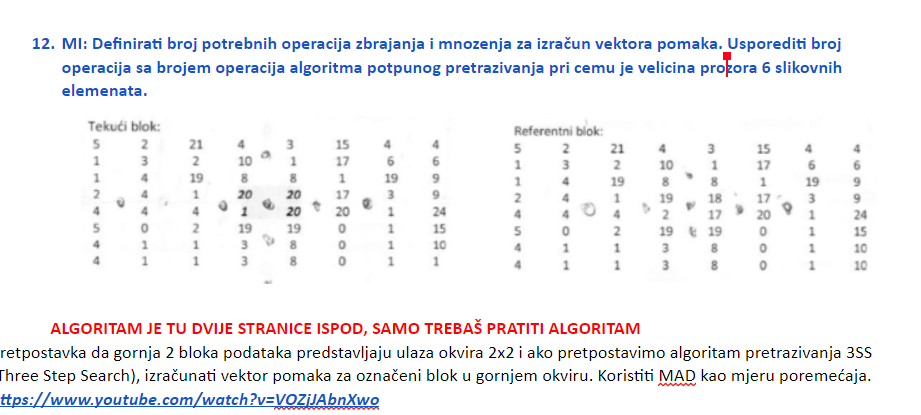 12. MI: Definirati broj potrebnih operacija zbrajanja i mnozenja za izračun vektora pomaka. Usporediti broj
operacija sa brojem operacija algoritma potpunog pretrazivanja pri cemu je velicina prozora 6 slikovnih
elemenata.
Tekući blok:
5 2 21 4 3 15 4 4
1 3 2 10 1 17 6 6
1 4 19 8 8 1 19 9
2 4 1 20 20 17 3 9
4 4 4 1 20 20 1 24
5 0 2 19 19 0 1 15
4 1 1 3 8 0 1 10
4 1 1 3 8 0 1 1
Referentni blok:
5 2 21 4 3 15 4 4
1 3 2 10 1 17 6 6
1 4 19 8 8 1 19 9
2 4 1 19 18 17 3 9
4 4 4 2 17 20 1 24
5 0 2 19 19 0 1 15
4 1 1 3 8 0 1 10
4 1 1 3 8 0 1 10
ALGORITAM JE TU DVIJE STRANICE ISPOD, SAMO TREBAŠ PRATITI ALGORITAM
retpostavka da gornja 2 bloka podataka predstavljaju ulaza okvira 2x2 i ako pretpostavimo algoritam pretrazivanja 3SS
Three Step Search), izračunati vektor pomaka za označeni blok u gornjem okviru. Koristiti MAD kao mjeru poremećaja.
ttps://www.youtube.com/watch?v=VOZjJAbnXwo